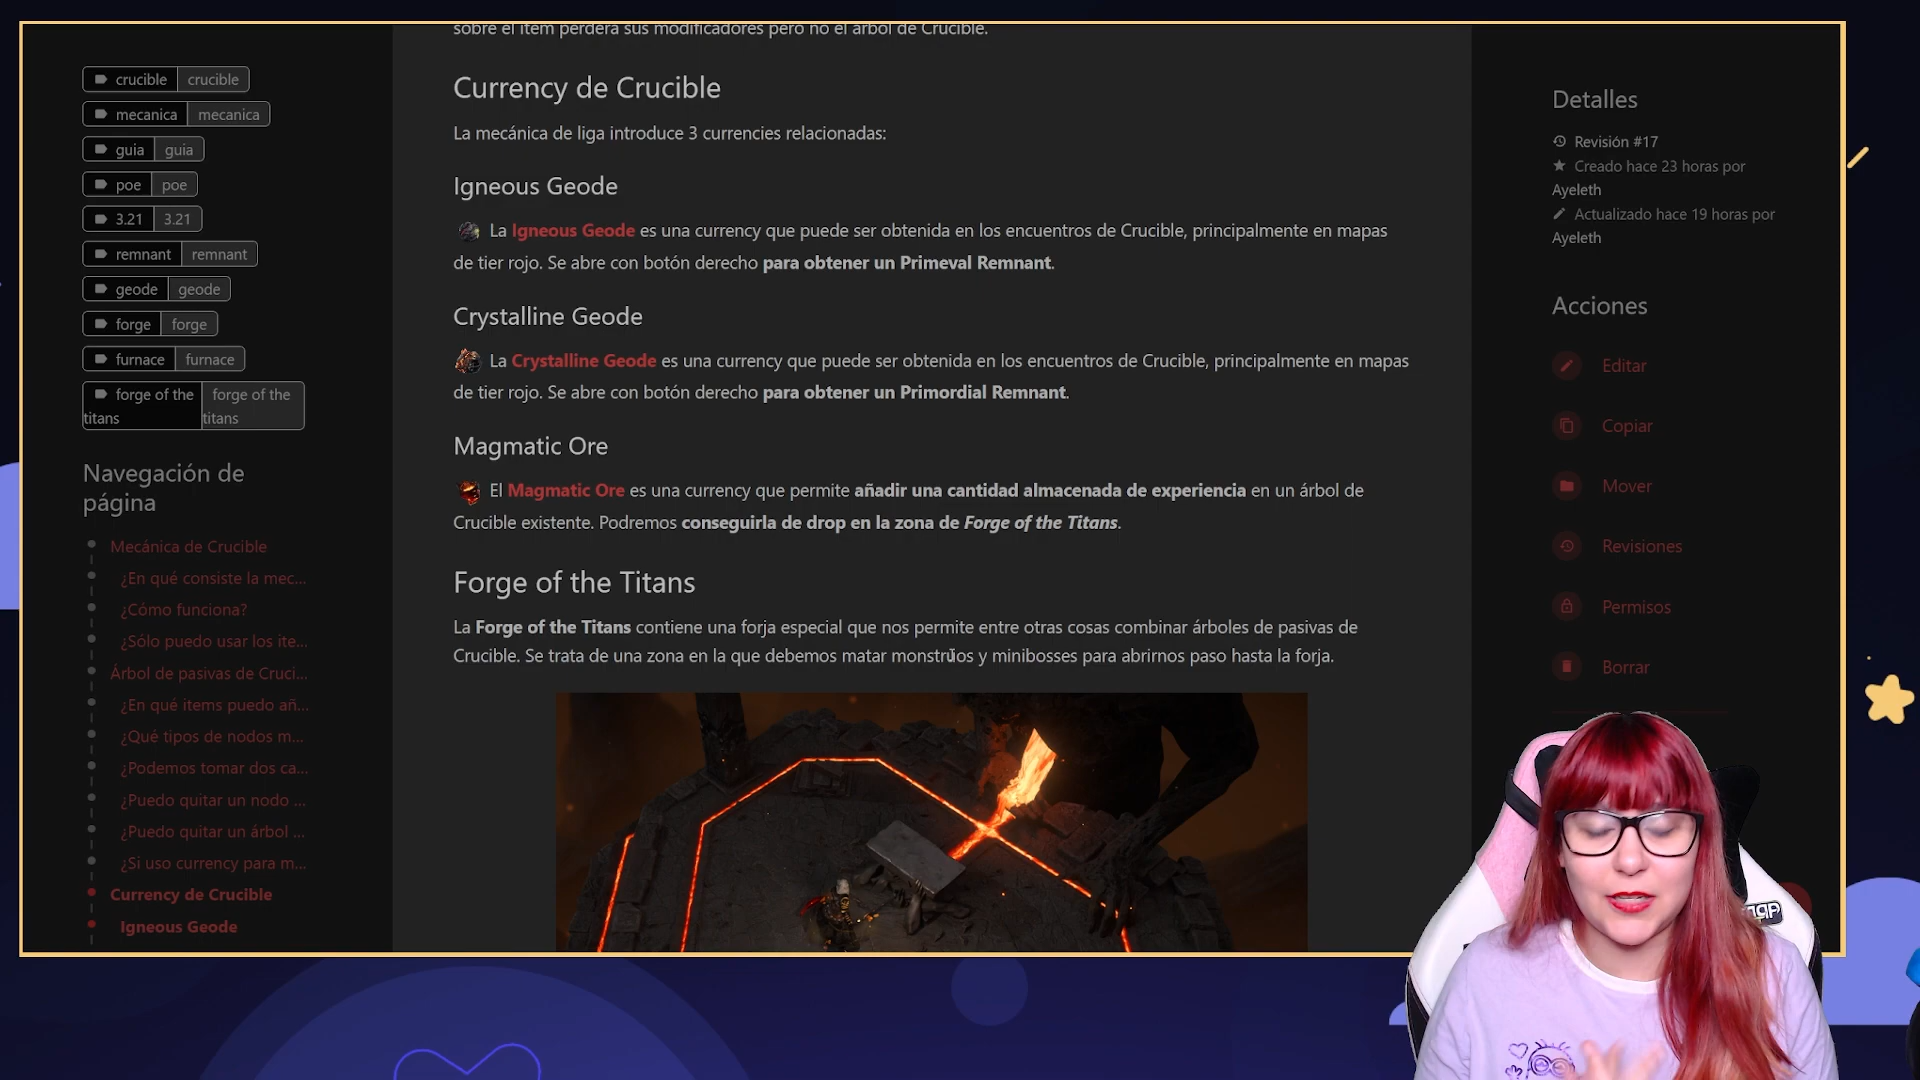 sobre el item perderá sus modificadores pero no el árbol de Crucible.
crucible crucible
mecanica mecanica
guia guia
poe poe
3.21 3.21
remnant remnant
geode geode
forge forge
furnace furnace
forge of the titans forge of the titans
Navegación de
página
Mecánica de Crucible
¿En qué consiste la mec...
¿Cómo funciona?
¿Sólo puedo usar los ite...
Árbol de pasivas de Cruci...
¿En qué items puedo añ...
¿Qué tipos de nodos m...
¿Podemos tomar dos ca...
¿Puedo quitar un nodo ...
¿Puedo quitar un árbol ...
¿Si uso currency para m...
Currency de Crucible
Igneous Geode
Currency de Crucible
La mecánica de liga introduce 3 currencies relacionadas:
Igneous Geode
La Igneous Geode es una currency que puede ser obtenida en los encuentros de Crucible, principalmente en mapas
de tier rojo. Se abre con botón derecho para obtener un Primeval Remnant.
Crystalline Geode
La Crystalline Geode es una currency que puede ser obtenida en los encuentros de Crucible, principalmente en mapas
de tier rojo. Se abre con botón derecho para obtener un Primordial Remnant.
Magmatic Ore
El Magmatic Ore es una currency que permite añadir una cantidad almacenada de experiencia en un árbol de
Crucible existente. Podremos conseguirla de drop en la zona de Forge of the Titans.
Forge of the Titans
La Forge of the Titans contiene una forja especial que nos permite entre otras cosas combinar árboles de pasivas de
Crucible. Se trata de una zona en la que debemos matar monstruos y minibosses para abrirnos paso hasta la forja.
Detalles
Revisión #17
Creado hace 23 horas por
Ayeleth
Actualizado hace 19 horas por
Ayeleth
Acciones
Editar
Copiar
Mover
Revisiones
Permisos
Borrar